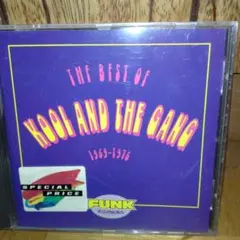 THE BEST OF
KOOL AND THE GANG
1969-1976
SPECIAL
PRICE
FUNK